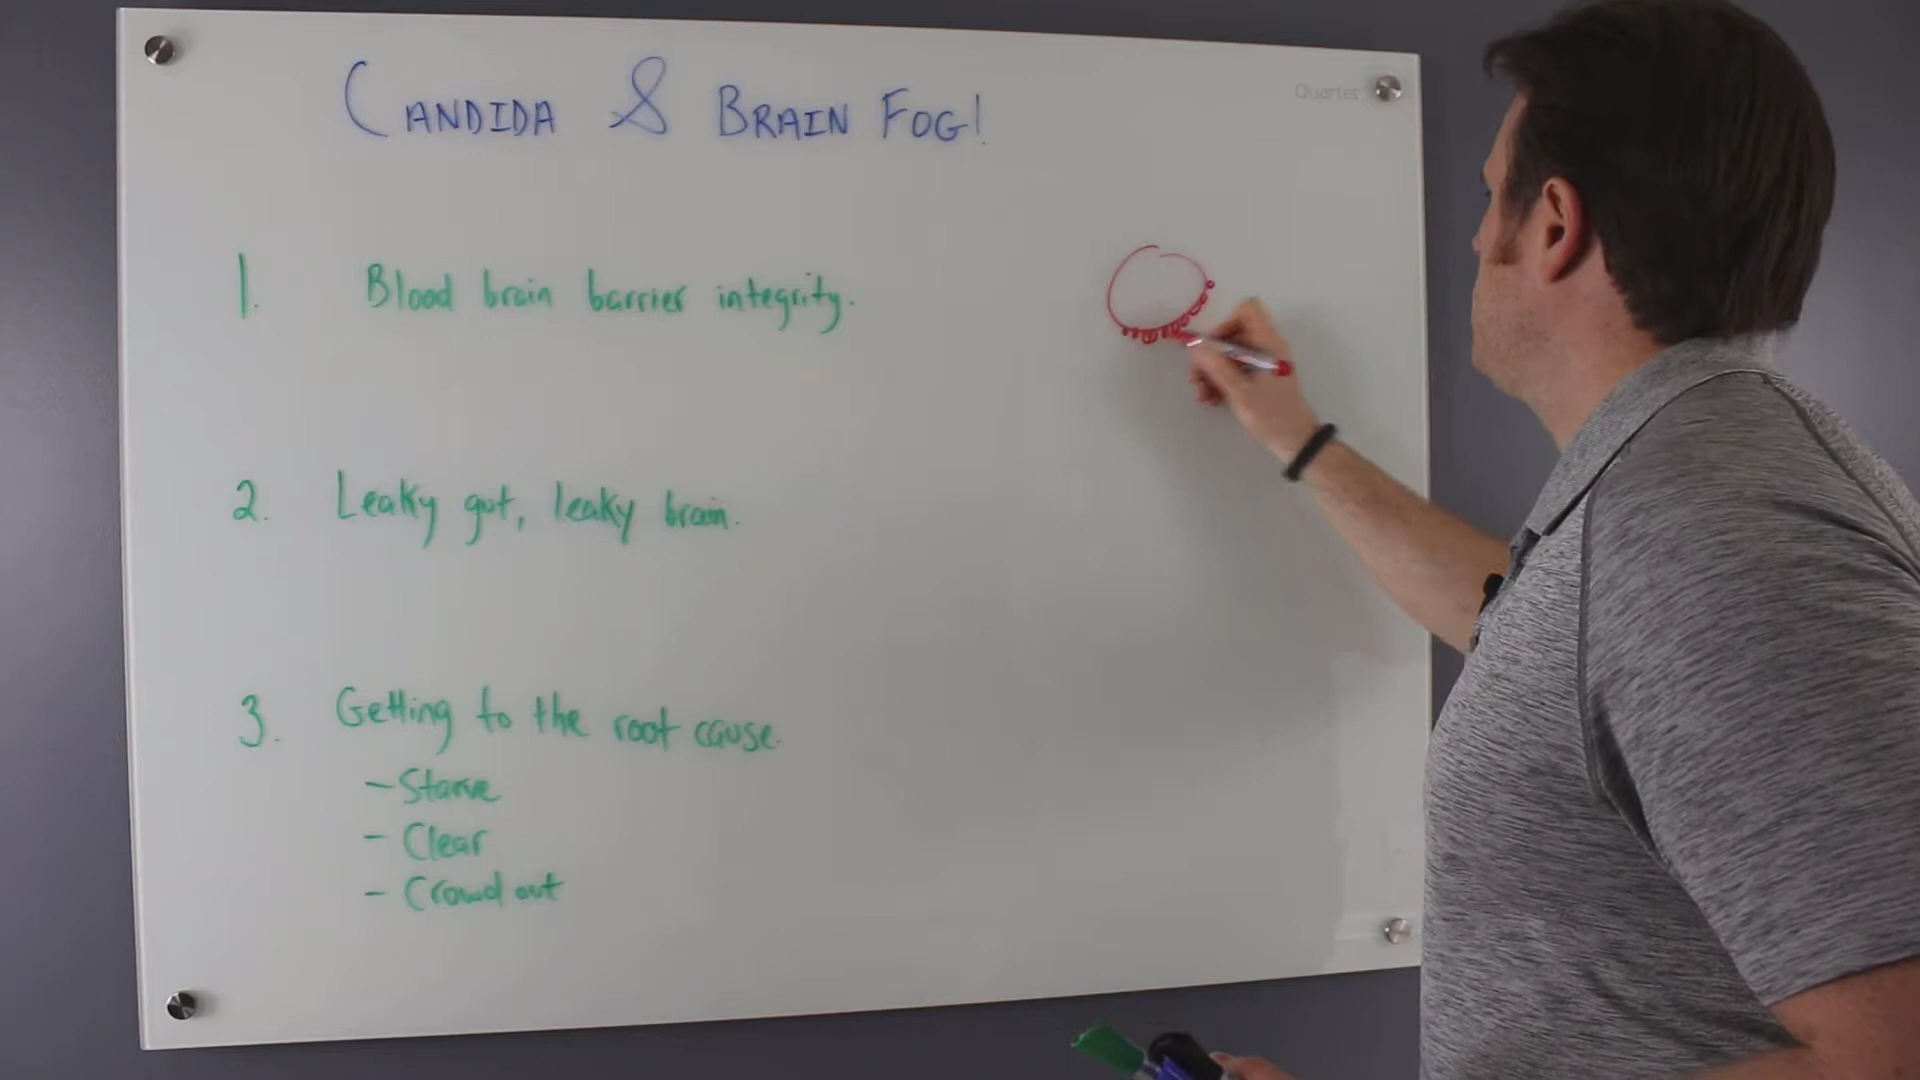 CANDIDA & BRAIN FOG!
Quartet
1. Blood brain barrier integrity.
2. Leaky gut, leaky brain.
3. Getting to the root cause.
- Starve
- Clear
- Crowd out